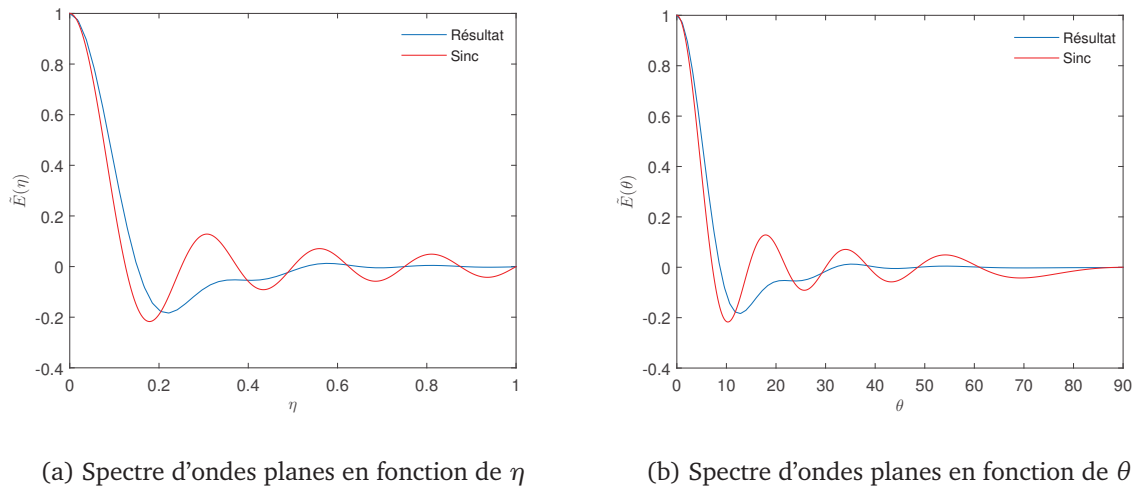 1
0.8
0.6
0.4
0.2
0
-0.2
-0.4
0 0.2 0.4 0.6 0.8 1
Ẽ(η)
η
Résultat
Sinc
(a) Spectre d'ondes planes en fonction de η
1
0.8
0.6
0.4
0.2
0
-0.2
-0.4
0 10 20 30 40 50 60 70 80 90
Ẽ(θ)
θ
Résultat
Sinc
(b) Spectre d'ondes planes en fonction de θ